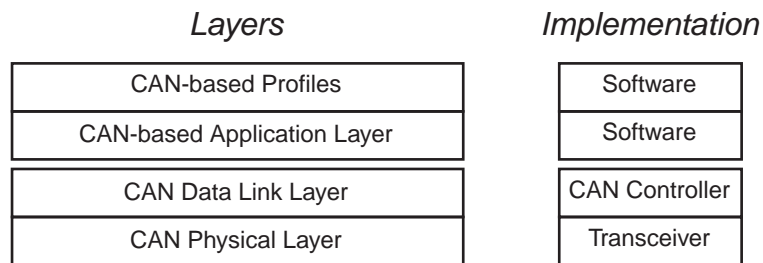 Layers Implementation
CAN-based Profiles Software
CAN-based Application Layer Software
CAN Data Link Layer CAN Controller
CAN Physical Layer Transceiver